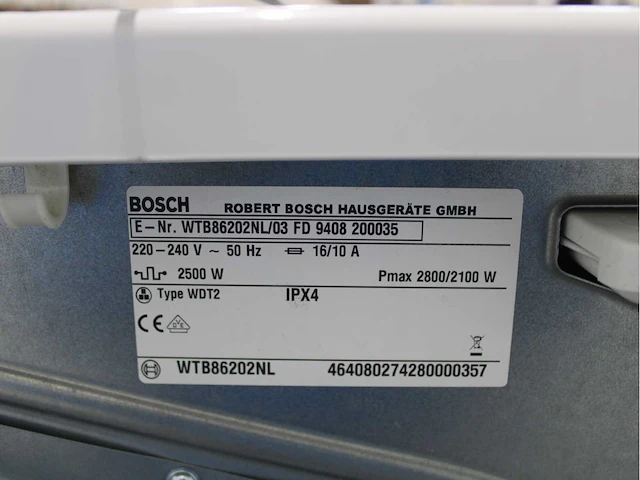 BOSCH ROBERT BOSCH HAUSGERÄTE GMBH
E-Nr. WTB86202NL/03 FD 9408 200035
220-240 V ~ 50 Hz 16/10 A
2500 W Pmax 2800/2100 W
Type WDT2 IPX4
CE
WTB86202NL 464080274280000357